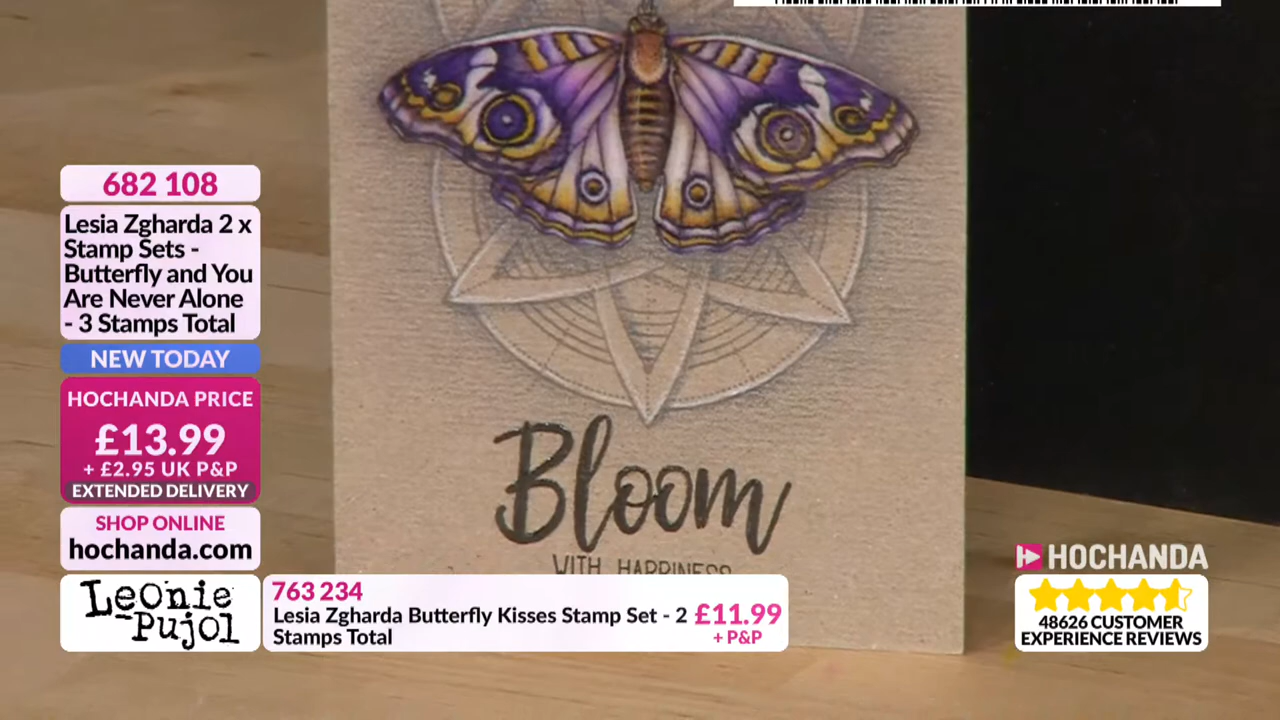 682 108
Lesia Zgharda 2 x
Stamp Sets -
Butterfly and You
Are Never Alone
- 3 Stamps Total
NEW TODAY
HOCHANDA PRICE
£13.99
+ £2.95 UK P&P
EXTENDED DELIVERY
SHOP ONLINE
hochanda.com
Leonie
Pujol
763 234
Lesia Zgharda Butterfly Kisses Stamp Set - 2
Stamps Total
£11.99
+ P&P
Bloom
WITH HAPPINESS
HOCHANDA
48626 CUSTOMER
EXPERIENCE REVIEWS